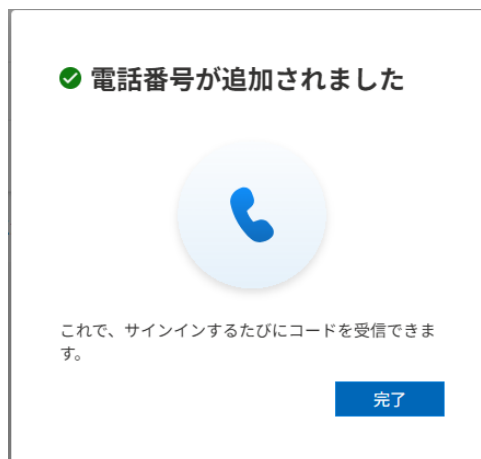 電話番号が追加されました
これで、サインインするたびにコードを受信できま
す。
完了